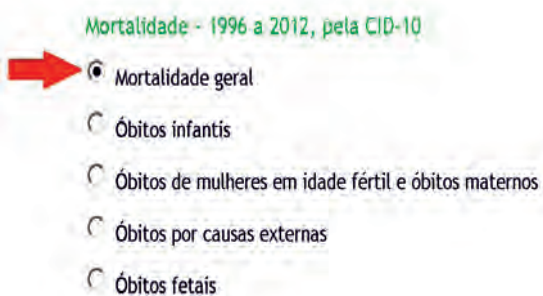 Mortalidade - 1996 a 2012, pela CID-10
Mortalidade geral
Óbitos infantis
Óbitos de mulheres em idade fértil e óbitos maternos
Óbitos por causas externas
Óbitos fetais